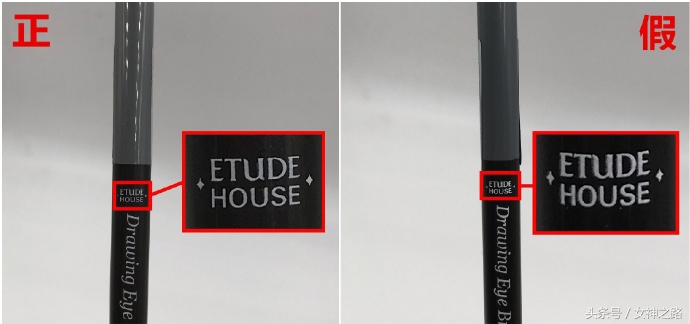 正
ETUDE
HOUSE
ETUDE
HOUSE
Drawing Eye
假
ETUDE
HOUSE
ETUDE
HOUSE
Drawing Eye B
头条号 / 女神之路